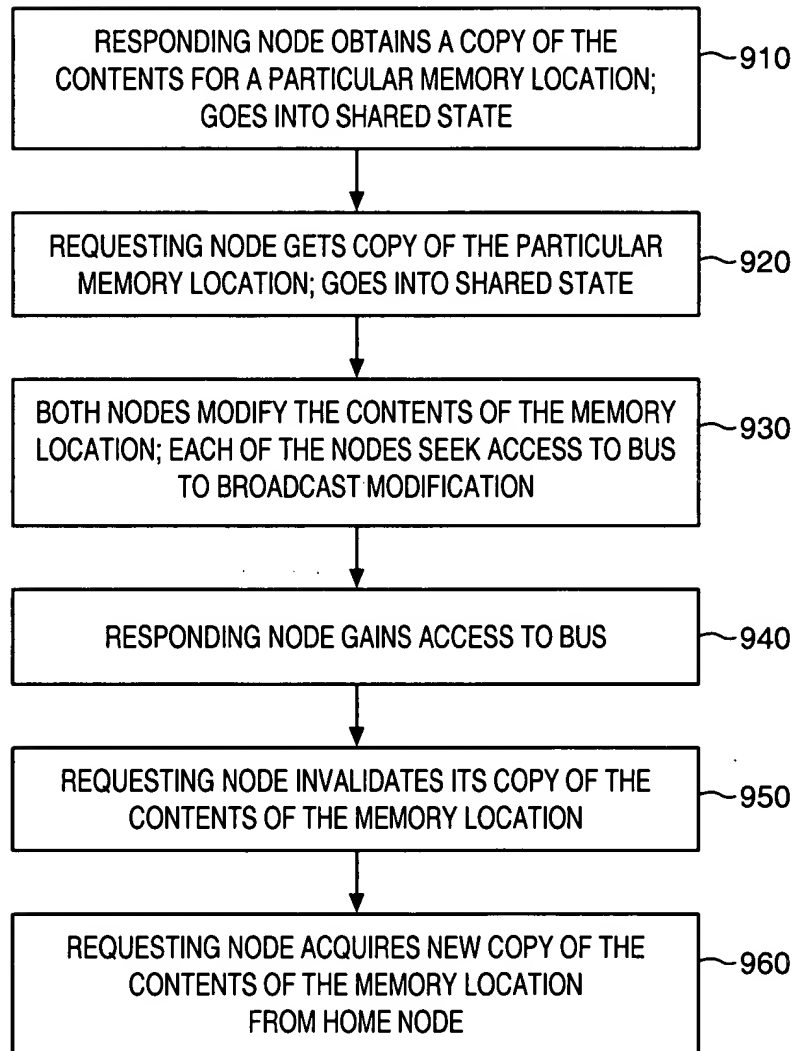 RESPONDING NODE OBTAINS A COPY OF THE
CONTENTS FOR A PARTICULAR MEMORY LOCATION;
GOES INTO SHARED STATE
910
REQUESTING NODE GETS COPY OF THE PARTICULAR
MEMORY LOCATION; GOES INTO SHARED STATE
920
BOTH NODES MODIFY THE CONTENTS OF THE MEMORY
LOCATION; EACH OF THE NODES SEEK ACCESS TO BUS
TO BROADCAST MODIFICATION
930
RESPONDING NODE GAINS ACCESS TO BUS
940
REQUESTING NODE INVALIDATES ITS COPY OF THE
CONTENTS OF THE MEMORY LOCATION
950
REQUESTING NODE ACQUIRES NEW COPY OF THE
CONTENTS OF THE MEMORY LOCATION
FROM HOME NODE
960